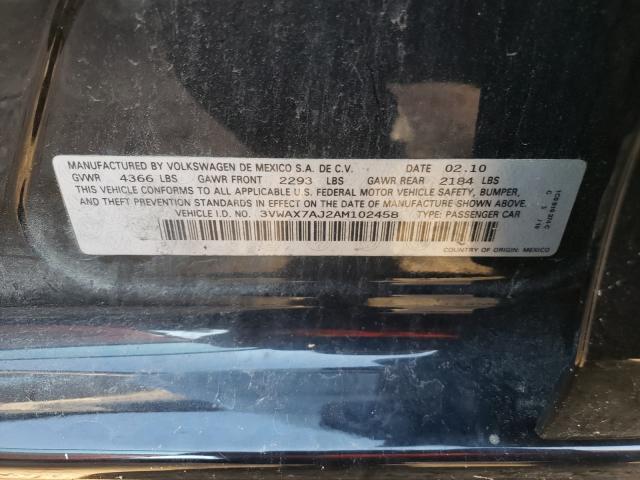 MANUFACTURED BY VOLKSWAGEN DE MEXICO S.A. DE C.V. DATE 02.10
GVWR 4366 LBS GAWR FRONT 2293 LBS GAWR REAR 2184 LBS
THIS VEHICLE CONFORMS TO ALL APPLICABLE U.S. FEDERAL MOTOR VEHICLE SAFETY, BUMPER,
AND THEFT PREVENTION STANDARDS IN EFFECT ON THE DATE OF MANUFACTURE SHOWN ABOVE.
VEHICLE I.D. NO. 3VWAX7AJ2AM102458 TYPE: PASSENGER CAR
COUNTRY OF ORIGIN: MEXICO